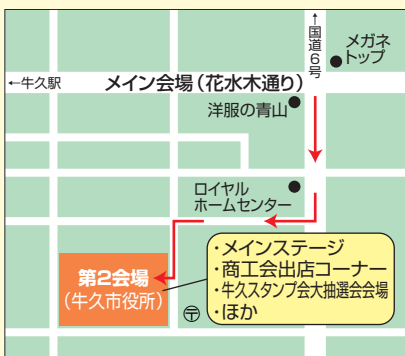 ↑国道6号
メガネ
トップ
←牛久駅
メイン会場(花水木通り)
洋服の青山
ロイヤル
ホームセンター
第2会場
(牛久市役所)
・メインステージ
・商工会出店コーナー
・牛久スタンプ会大抽選会会場
・ほか
〶